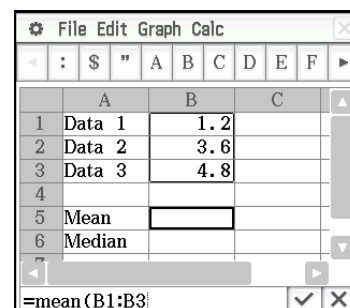 File Edit Graph Calc
: $ " A B C D E F
A B C
1 Data 1 1.2
2 Data 2 3.6
3 Data 3 4.8
4
5 Mean
6 Median
=mean(B1:B3